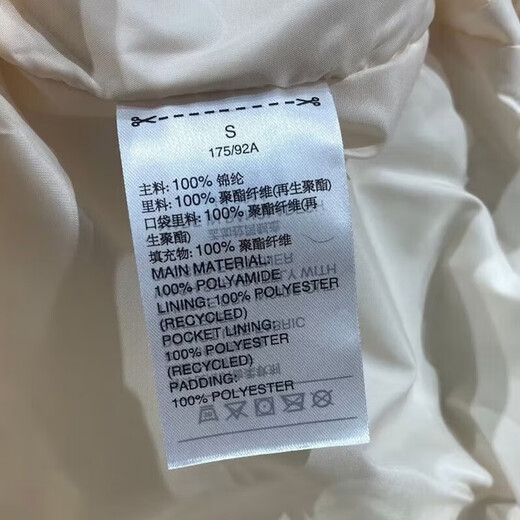 S
175/92A
主料: 100% 锦纶
里料: 100% 聚酯纤维(再生聚酯)
口袋里料: 100% 聚酯纤维(再
生聚酯)
填充物: 100% 聚酯纤维
MAIN MATERIAL:
100% POLYAMIDE
LINING: 100% POLYESTER
(RECYCLED)
POCKET LINING:
100% POLYESTER
(RECYCLED)
PADDING:
100% POLYESTER